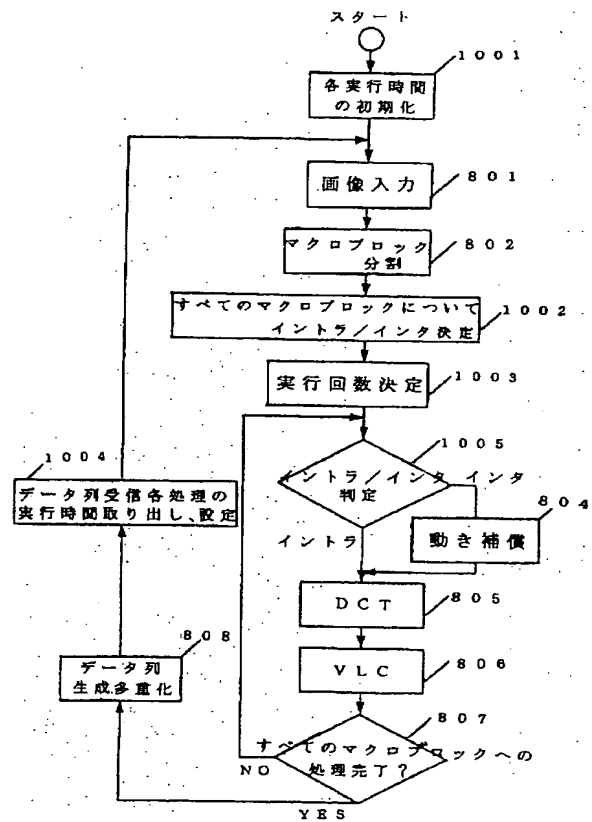 スタート
1001
各実行時間
の初期化
画像入力
801
マクロブロック
分割
802
すべてのマクロブロックについて
イントラ/インタ決定
1002
実行回数決定
1003
1005
イントラ/インタ
判定
インタ
804
動き補償
イントラ
1004
データ列受信各処理の
実行時間取り出し、設定
DCT
805
808
データ列
生成多重化
VLC
806
807
すべてのマクロブロックへの
処理完了?
NO
YES